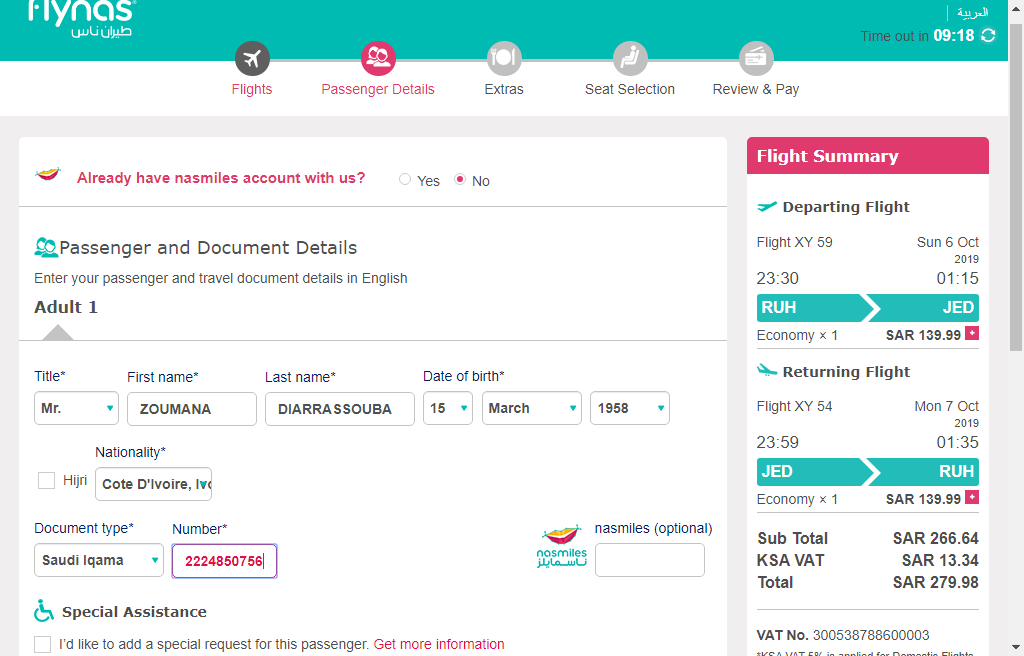 flynas
طيران ناس
العربية
Time out in 09:18
Flights
Passenger Details
Extras
Seat Selection
Review & Pay
Already have nasmiles account with us?
Yes
No
Passenger and Document Details
Enter your passenger and travel document details in English
Adult 1
Title*
First name*
Last name*
Date of birth*
Mr.
ZOUMANA
DIARRASSOUBA
15
March
1958
Nationality*
Hijri
Cote D'Ivoire, Ivo
Document type*
Number*
nasmiles (optional)
Saudi Iqama
2224850756
nasmiles
ناسمايلز
Special Assistance
I'd like to add a special request for this passenger. Get more information
Flight Summary
Departing Flight
Flight XY 59
Sun 6 Oct
2019
23:30
01:15
RUH
JED
Economy × 1
SAR 139.99 +
Returning Flight
Flight XY 54
Mon 7 Oct
2019
23:59
01:35
JED
RUH
Economy × 1
SAR 139.99 +
Sub Total
SAR 266.64
KSA VAT
SAR 13.34
Total
SAR 279.98
VAT No. 300538788600003
*KSA VAT 5% is applied for Domestic Flights